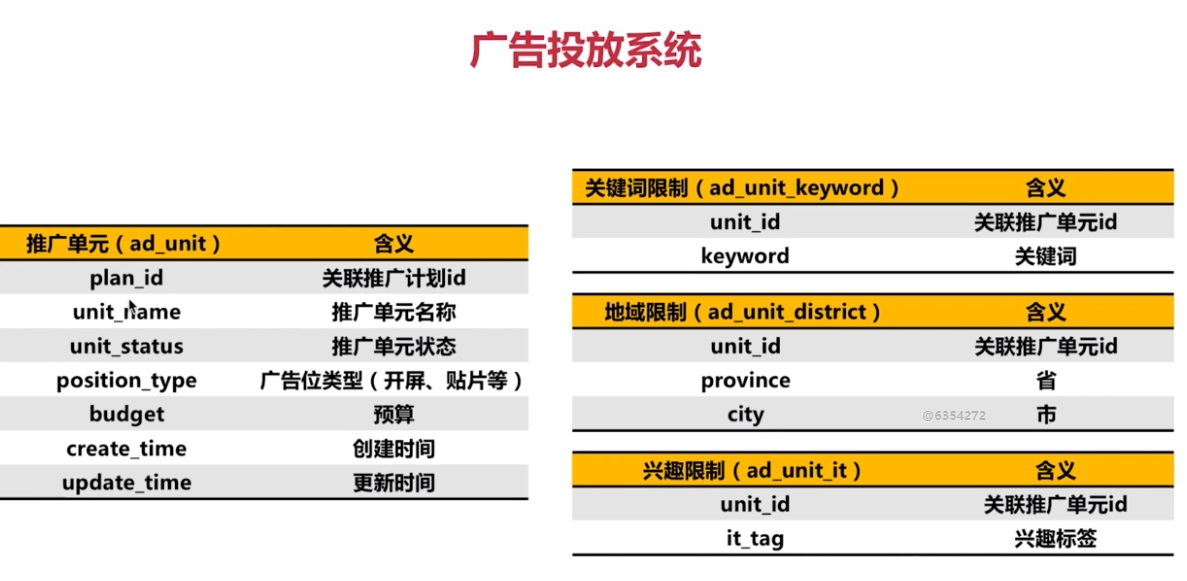 广告投放系统
推广单元（ad_unit） 含义
plan_id 关联推广计划id
unit_name 推广单元名称
unit_status 推广单元状态
position_type 广告位类型（开屏、贴片等）
budget 预算
create_time 创建时间
update_time 更新时间
关键词限制（ad_unit_keyword） 含义
unit_id 关联推广单元id
keyword 关键词
地域限制（ad_unit_district） 含义
unit_id 关联推广单元id
province 省
city 市
@6354272
兴趣限制（ad_unit_it） 含义
unit_id 关联推广单元id
it_tag 兴趣标签